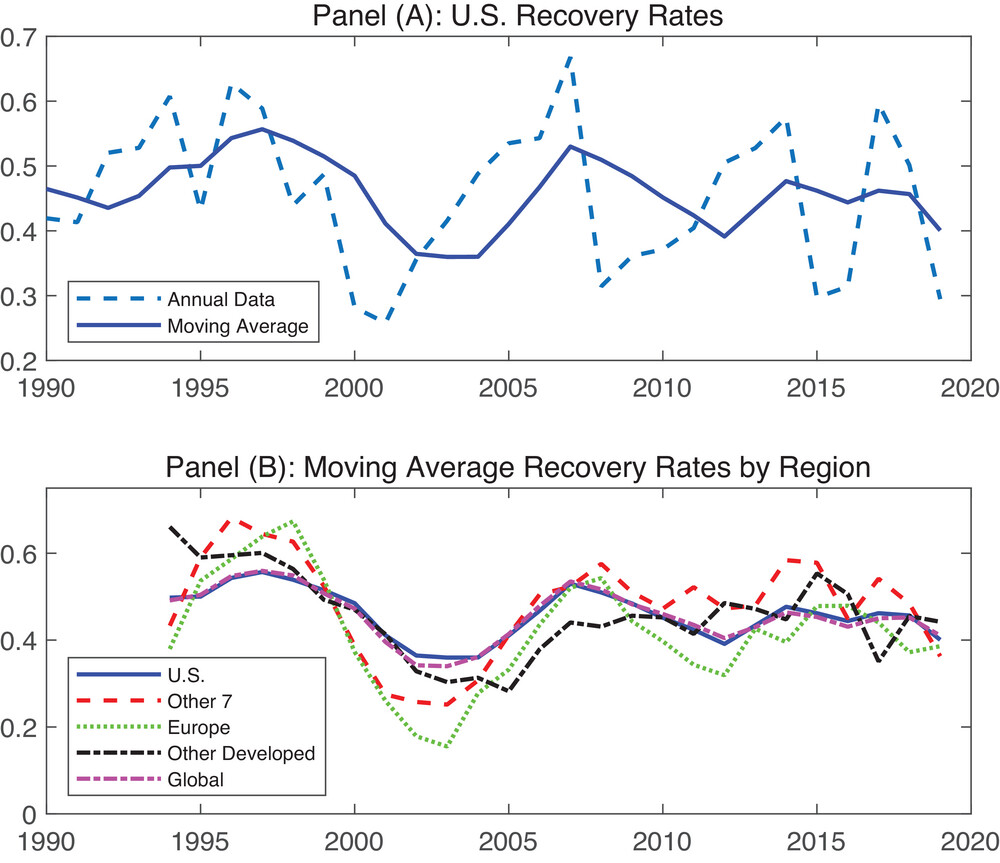 Panel (A): U.S. Recovery Rates
0.7
0.6
0.5
0.4
0.3
0.2
Annual Data
Moving Average
1990 1995 2000 2005 2010 2015 2020
Panel (B): Moving Average Recovery Rates by Region
0.6
0.4
0.2
0
U.S.
Other 7
Europe
Other Developed
Global
1990 1995 2000 2005 2010 2015 2020